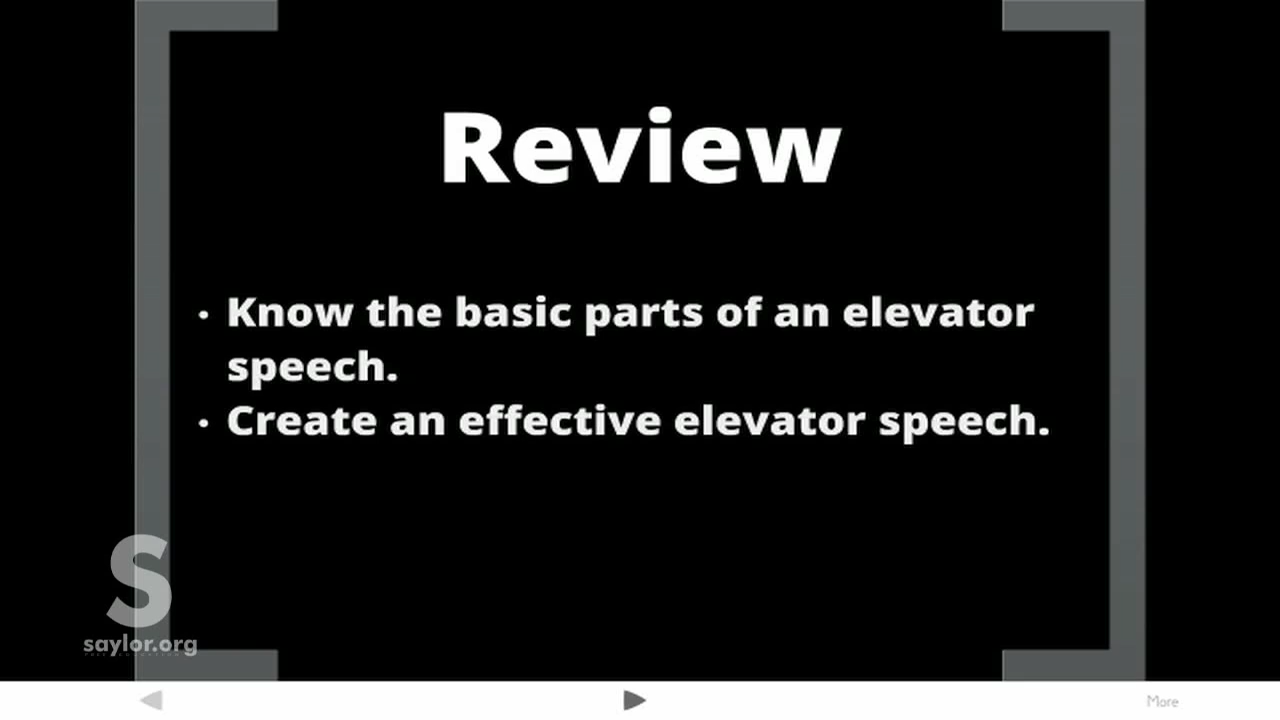 Review
• Know the basic parts of an elevator
speech.
• Create an effective elevator speech.
S
saylor.org
More